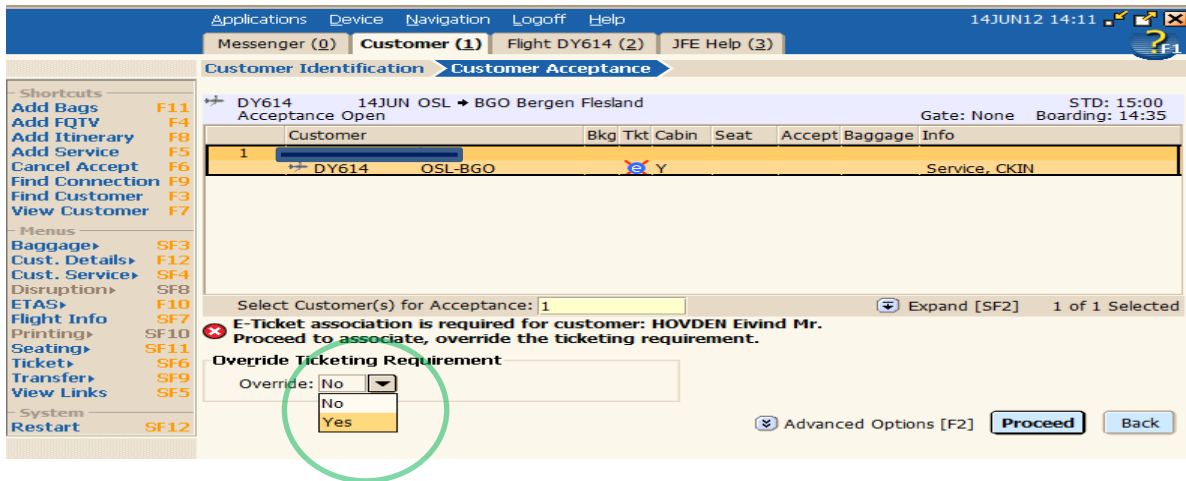 Applications Device Navigation Logoff Help 14JUN12 14:11
Messenger (0) Customer (1) Flight DY614 (2) JFE Help (3) ? F1
Customer Identification Customer Acceptance
Shortcuts
Add Bags F11
Add FQTV F4
Add Itinerary F8
Add Service F5
Cancel Accept F6
Find Connection F9
Find Customer F3
View Customer F7
Menus
Baggage SF3
Cust. Details F12
Cust. Service SF4
Disruption SF8
ETAS F10
Flight Info SF7
Printing SF10
Seating SF11
Ticket SF6
Transfer SF9
View Links SF5
System
Restart SF12
DY614 14JUN OSL → BGO Bergen Flesland STD: 15:00
Acceptance Open Gate: None Boarding: 14:35
Customer Bkg Tkt Cabin Seat Accept Baggage Info
1
DY614 OSL-BGO e Y Service, CKIN
Select Customer(s) for Acceptance: 1 Expand [SF2] 1 of 1 Selected
E-Ticket association is required for customer: HOVDEN Eivind Mr.
Proceed to associate, override the ticketing requirement.
Override Ticketing Requirement
Override: No
No
Yes
Advanced Options [F2] Proceed Back